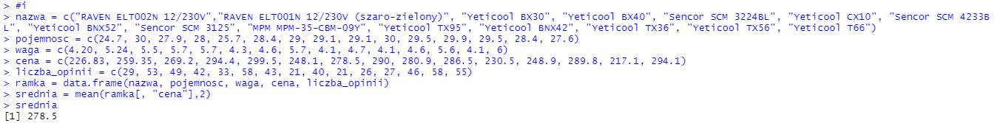 > #i
> nazwa = c("RAVEN ELT002N 12/230V","RAVEN ELT001N 12/230V (szaro-zielony)", "Yeticool BX30", "Yeticool BX40", "Sencor SCM 3224BL", "Yeticool CX10", "Sencor SCM 4233B
L", "Yeticool BNX52", "Sencor SCM 3125", "MPM MPM-35-CBM-09Y", "Yeticool TX95", "Yeticool BNX42", "Yeticool TX36", "Yeticool TX56", "Yeticool T66")
> pojemnosc = c(24.7, 30, 27.9, 28, 25.7, 28.4, 29, 29.1, 29.1, 30, 29.5, 29.9, 29.5, 28.4, 27.6)
> waga = c(4.20, 5.24, 5.5, 5.7, 5.7, 4.3, 4.6, 5.7, 4.1, 4.7, 4.1, 4.6, 5.6, 4.1, 6)
> cena = c(226.83, 259.35, 269.2, 294.4, 299.5, 248.1, 278.5, 290, 280.9, 286.5, 230.5, 248.9, 289.8, 217.1, 294.1)
> liczba_opinii = c(29, 53, 49, 42, 33, 58, 43, 21, 40, 21, 26, 27, 46, 58, 55)
> ramka = data.frame(nazwa, pojemnosc, waga, cena, liczba_opinii)
> srednia = mean(ramka[, "cena"],2)
> srednia
[1] 278.5